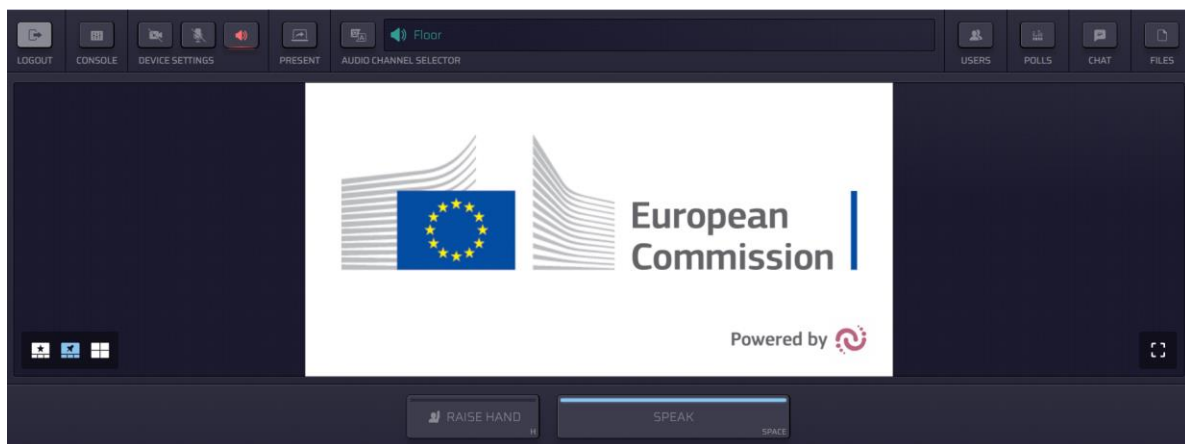 Floor
LOGOUT CONSOLE DEVICE SETTINGS PRESENT AUDIO CHANNEL SELECTOR USERS POLLS CHAT FILES
European
Commission
Powered by
RAISE HAND
H
SPEAK
SPACE